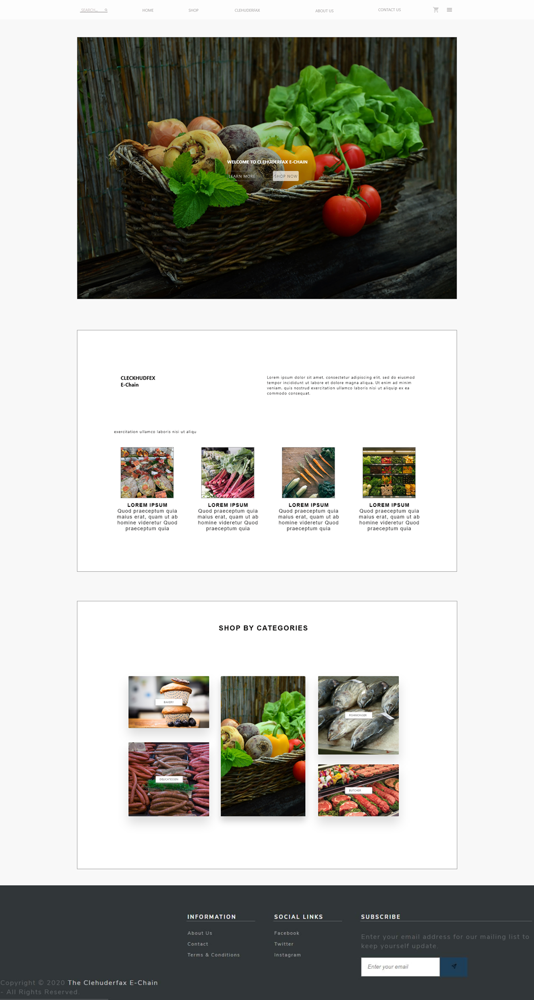 SEARCH...
HOME
SHOP
CLEHUDERFAX
ABOUT US
CONTACT US
WELCOME TO CLEHUDERFAX E-CHAIN
LEARN MORE
SHOP NOW
CLECKHUDFEX
E-Chain
Lorem ipsum dolor sit amet, consectetur adipiscing elit, sed do eiusmod
tempor incididunt ut labore et dolore magna aliqua. Ut enim ad minim
veniam, quis nostrud exercitation ullamco laboris nisi ut aliquip ex ea
commodo consequat.
exercitation ullamco laboris nisi ut aliqu
LOREM IPSUM
Quod praeceptum quia
maius erat, quam ut ab
homine videretur Quod
praeceptum quia
LOREM IPSUM
Quod praeceptum quia
maius erat, quam ut ab
homine videretur Quod
praeceptum quia
LOREM IPSUM
Quod praeceptum quia
maius erat, quam ut ab
homine videretur Quod
praeceptum quia
LOREM IPSUM
Quod praeceptum quia
maius erat, quam ut ab
homine videretur Quod
praeceptum quia
SHOP BY CATEGORIES
BAKERY
DELICATESSEN
FISHMONGER
BUTCHER
INFORMATION
About Us
Contact
Terms & Conditions
SOCIAL LINKS
Facebook
Twitter
Instagram
SUBSCRIBE
Enter your email address for our mailing list to
keep yourself update.
Enter your email
Copyright © 2020 The Clehuderfax E-Chain
- All Rights Reserved.